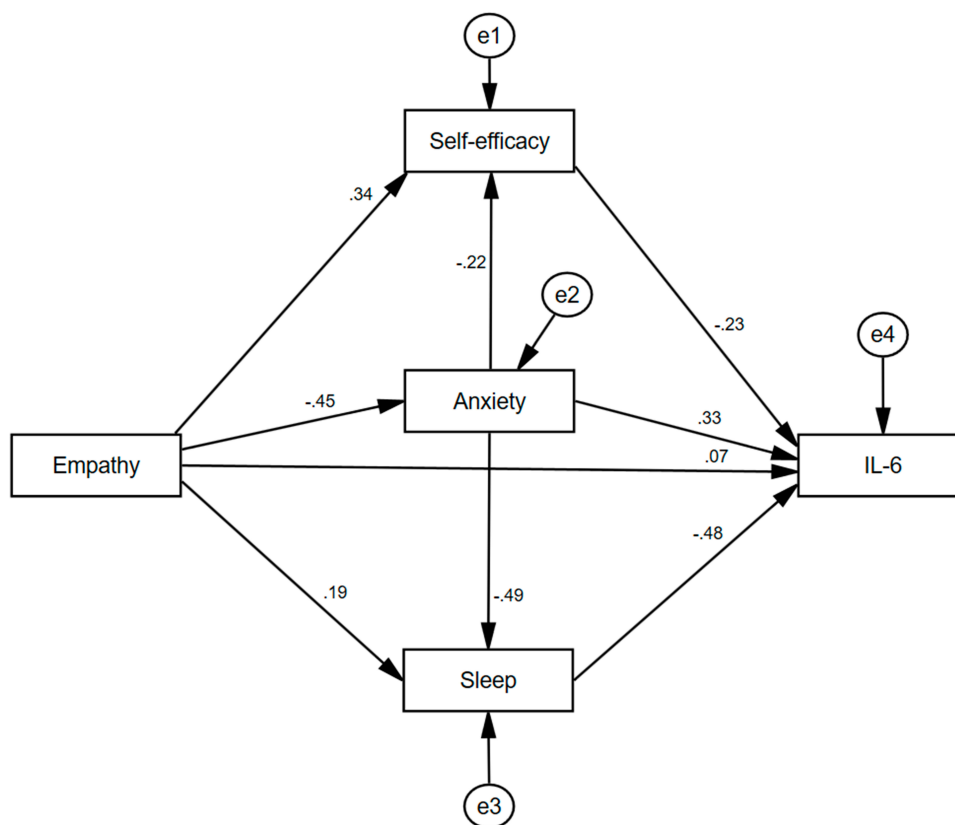 e1
Self-efficacy
.34
-.22
e2
-.23
e4
-.45
Anxiety
.33
Empathy
.07
IL-6
-.48
.19
-.49
Sleep
e3